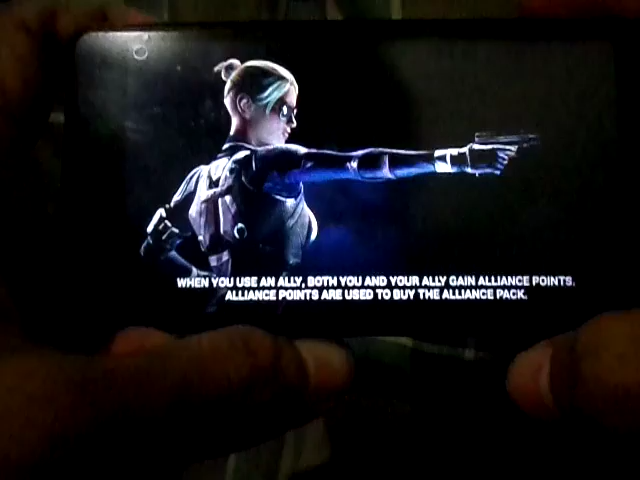 WHEN YOU USE AN ALLY, BOTH YOU AND YOUR ALLY GAIN ALLIANCE POINTS.
ALLIANCE POINTS ARE USED TO BUY THE ALLIANCE PACK.